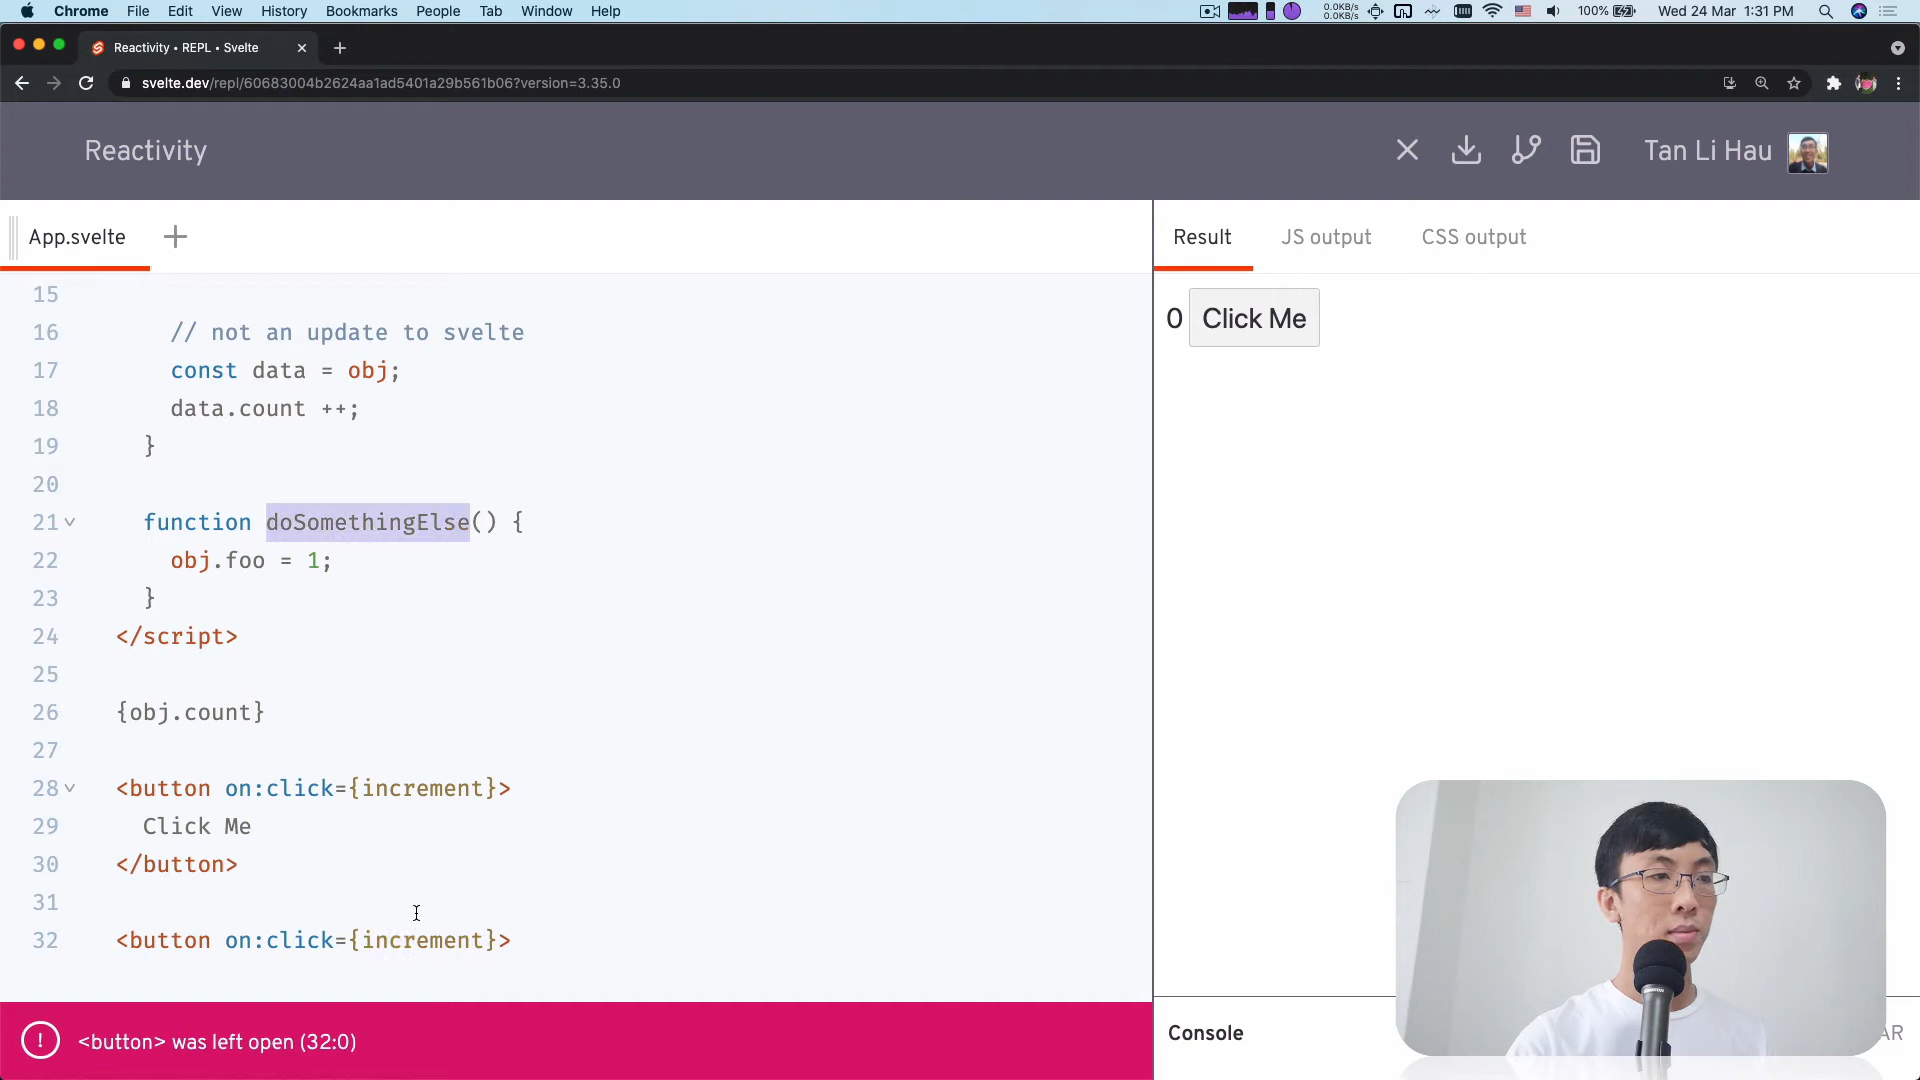 Chrome File Edit View History Bookmarks People Tab Window Help
0.0KB/s
0.0KB/s
100%
Wed 24 Mar 1:31 PM
Reactivity • REPL • Svelte
svelte.dev/repl/60683004b2624aa1ad5401a29b561b06?version=3.35.0
Reactivity
Tan Li Hau
App.svelte
Result JS output CSS output
0 Click Me
15
16 // not an update to svelte
17 const data = obj;
18 data.count ++;
19 }
20
21 function doSomethingElse() {
22 obj.foo = 1;
23 }
24 </script>
25
26 {obj.count}
27
28 <button on:click={increment}>
29 Click Me
30 </button>
31
32 <button on:click={increment}>
! <button> was left open (32:0)
Console
AR